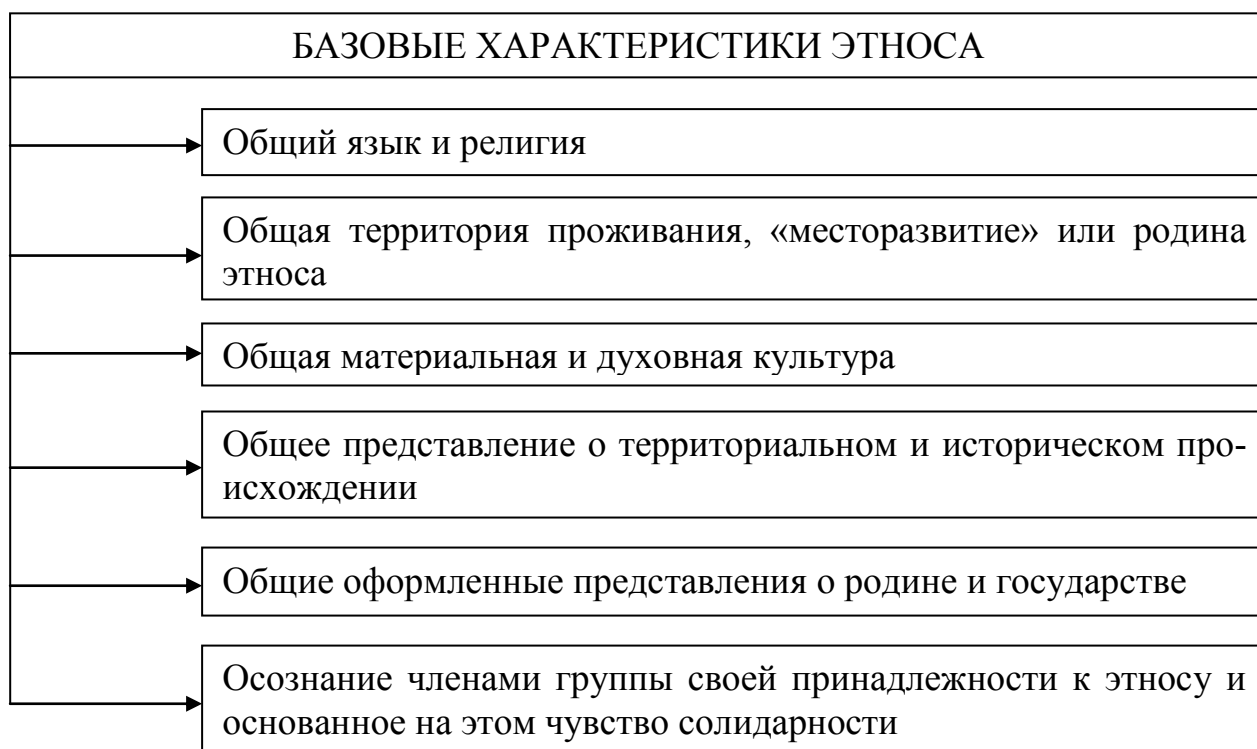 БАЗОВЫЕ ХАРАКТЕРИСТИКИ ЭТНОСА
Общий язык и религия
Общая территория проживания, «месторазвитие» или родина
этноса
Общая материальная и духовная культура
Общее представление о территориальном и историческом про-
исхождении
Общие оформленные представления о родине и государстве
Осознание членами группы своей принадлежности к этносу и
основанное на этом чувство солидарности